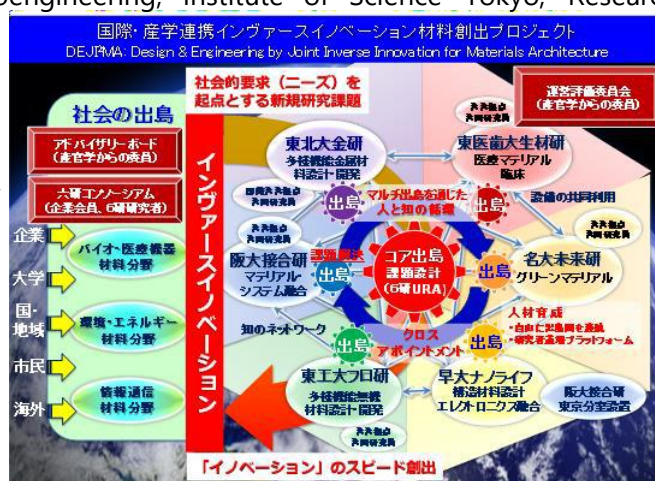 oengineering, Institute of Science Tokyo, Resear
国際・産学連携インヴァースイノベーション材料創出プロジェクト
DEJI²MA: Design & Engineering by Joint Inverse Innovation for Materials Architecture
社会的要求（ニーズ）を
起点とする新規研究課題
運営評価委員会
（産官学からの委員）
社会の出島
アドバイザリーボード
（産官学からの委員）
六研コンソーシアム
（企業会員、6研研究者）
企業
大学
国・
地域
市民
海外
バイオ・医療機器
材料分野
環境・エネルギー
材料分野
情報通信
材料分野
インヴァースイノベーション
東北大金研
多種機能金属材
料設計・開発
東医歯大生材研
医療マテリアル
臨床
出島
マルチ出島を通じた
人と知の循環
出島
設備の共同利用
阪大接合研
マテリアル・
システム融合
課題解決
出島
コア出島
課題設計
（6研URA）
出島
名大未来研
グリーンマテリアル
人材育成
・自由に出島間を異動
知のネットワーク
出島
クロス
アポイントメント
出島
東工大フロ研
多種機能無機
材料設計・開発
早大ナノライフ
構造材料設計
エレクトロニクス融合
阪大接合研
東京分室設置
「イノベーション」のスピード創出